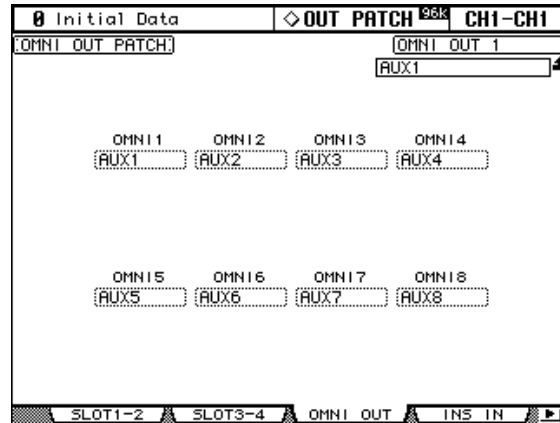 0 Initial Data ◇OUT PATCH 96k CH1-CH1
OMNI OUT PATCH OMNI OUT 1
AUX1
OMNI1 OMNI2 OMNI3 OMNI4
AUX1 AUX2 AUX3 AUX4
OMNI5 OMNI6 OMNI7 OMNI8
AUX5 AUX6 AUX7 AUX8
SLOT1-2 SLOT3-4 OMNI OUT INS IN